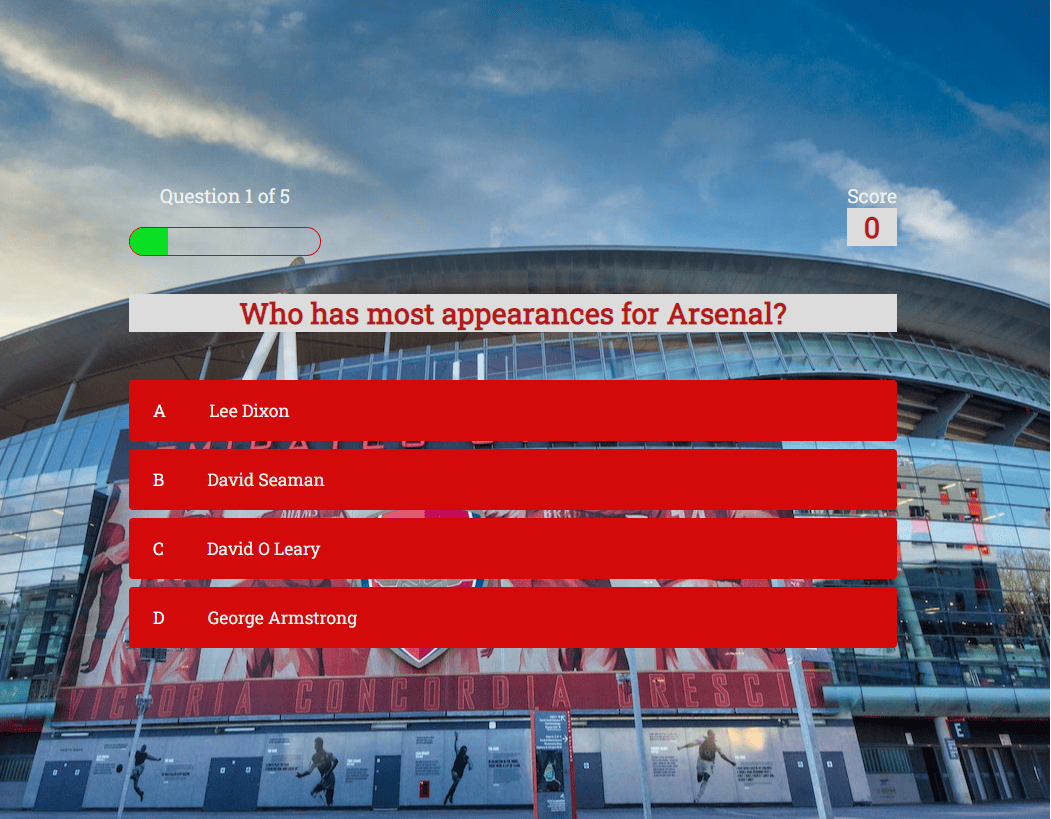 Question 1 of 5
Score
0
Who has most appearances for Arsenal?
A Lee Dixon
B David Seaman
C David O Leary
D George Armstrong
VICTORIA CONCORDIA CRESCIT
E
E